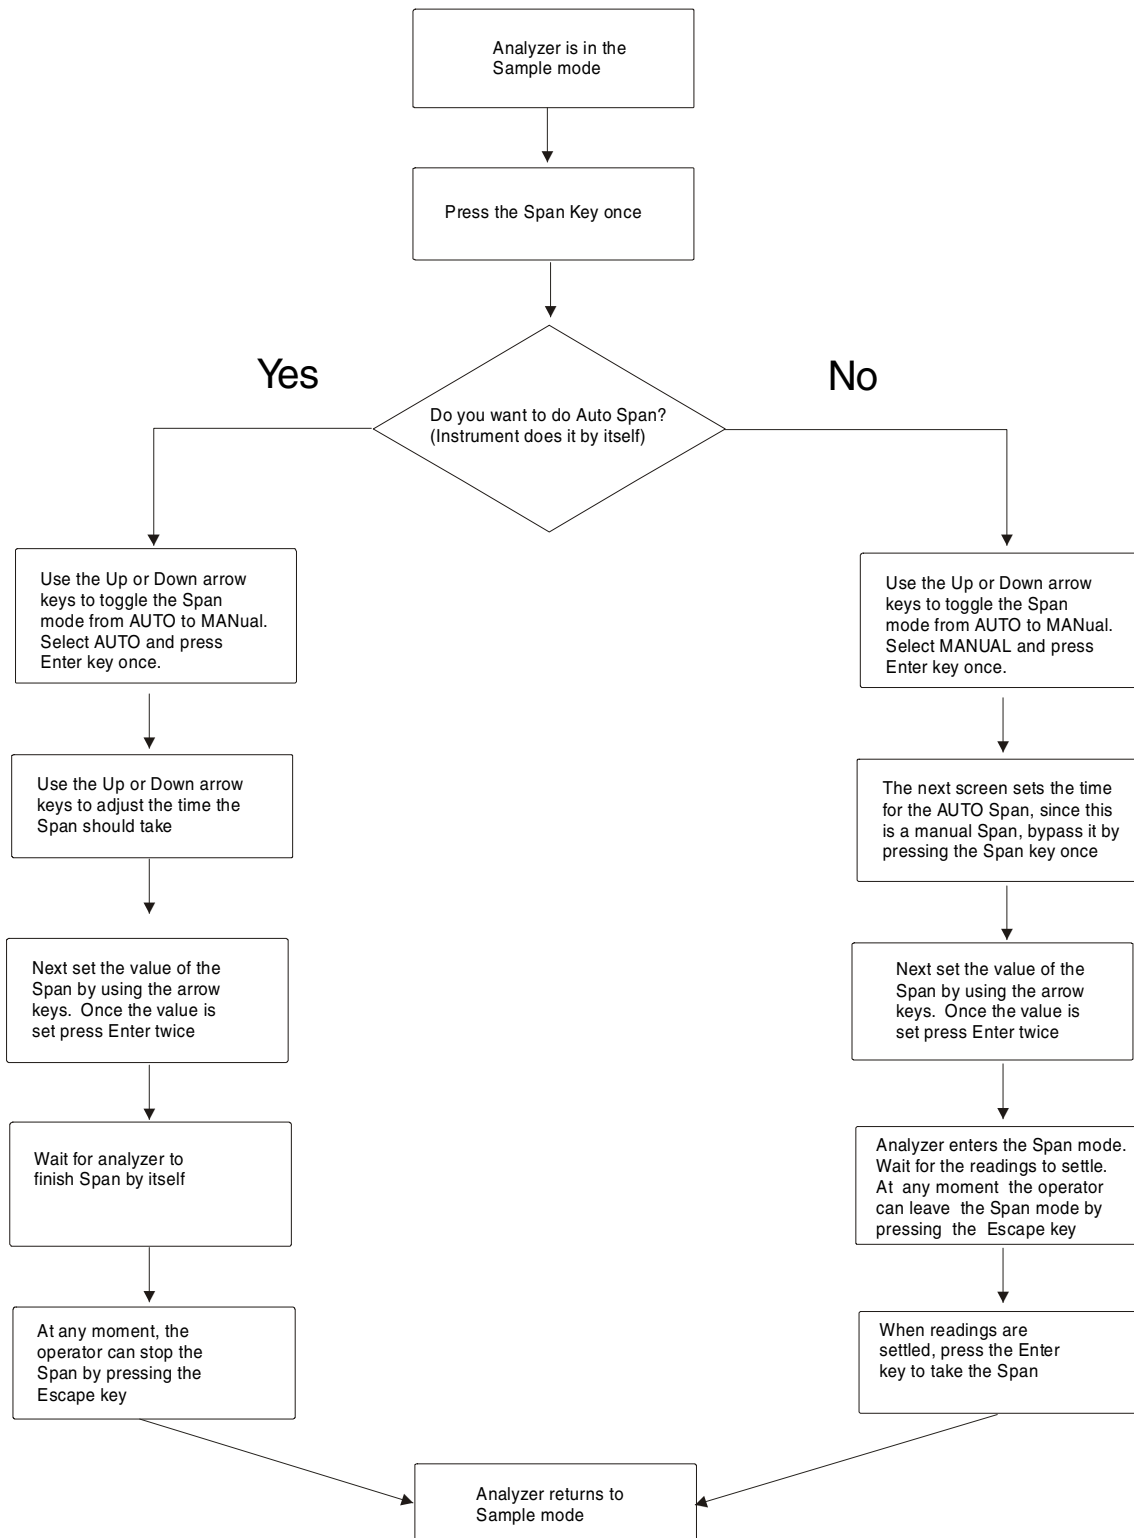 Analyzer is in the
Sample mode
Press the Span Key once
Yes
No
Do you want to do Auto Span?
(Instrument does it by itself)
Use the Up or Down arrow
keys to toggle the Span
mode from AUTO to MANual.
Select AUTO and press
Enter key once.
Use the Up or Down arrow
keys to adjust the time the
Span should take
Next set the value of the
Span by using the arrow
keys. Once the value is
set press Enter twice
Wait for analyzer to
finish Span by itself
At any moment, the
operator can stop the
Span by pressing the
Escape key
Use the Up or Down arrow
keys to toggle the Span
mode from AUTO to MANual.
Select MANUAL and press
Enter key once.
The next screen sets the time
for the AUTO Span, since this
is a manual Span, bypass it by
pressing the Span key once
Next set the value of the
Span by using the arrow
keys. Once the value is
set press Enter twice
Analyzer enters the Span mode.
Wait for the readings to settle.
At any moment the operator
can leave the Span mode by
pressing the Escape key
When readings are
settled, press the Enter
key to take the Span
Analyzer returns to
Sample mode